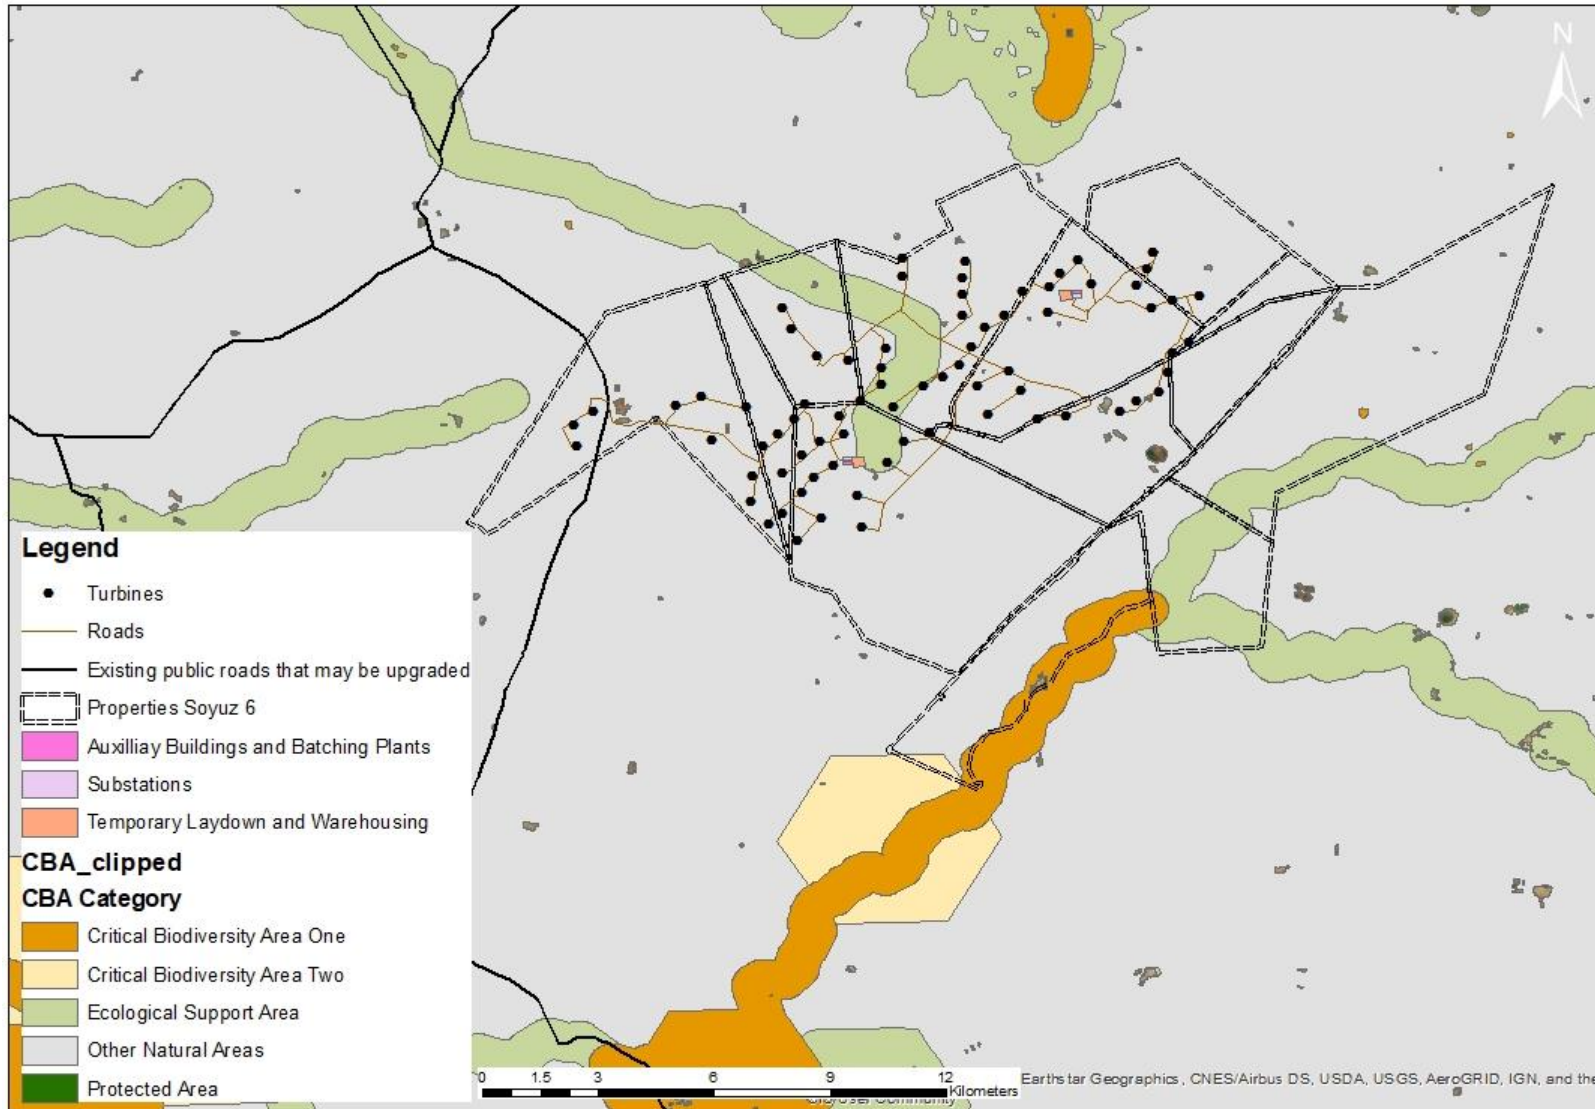 N
Legend
Turbines
Roads
Existing public roads that may be upgraded
Properties Soyuz 6
Auxilliay Buildings and Batching Plants
Substations
Temporary Laydown and Warehousing
CBA_clipped
CBA Category
Critical Biodiversity Area One
Critical Biodiversity Area Two
Ecological Support Area
Other Natural Areas
Protected Area
0 1.5 3 6 9 12
Kilometers
Earthstar Geographics, CNES/Airbus DS, USDA, USGS, AeroGRID, IGN, and the
User Community